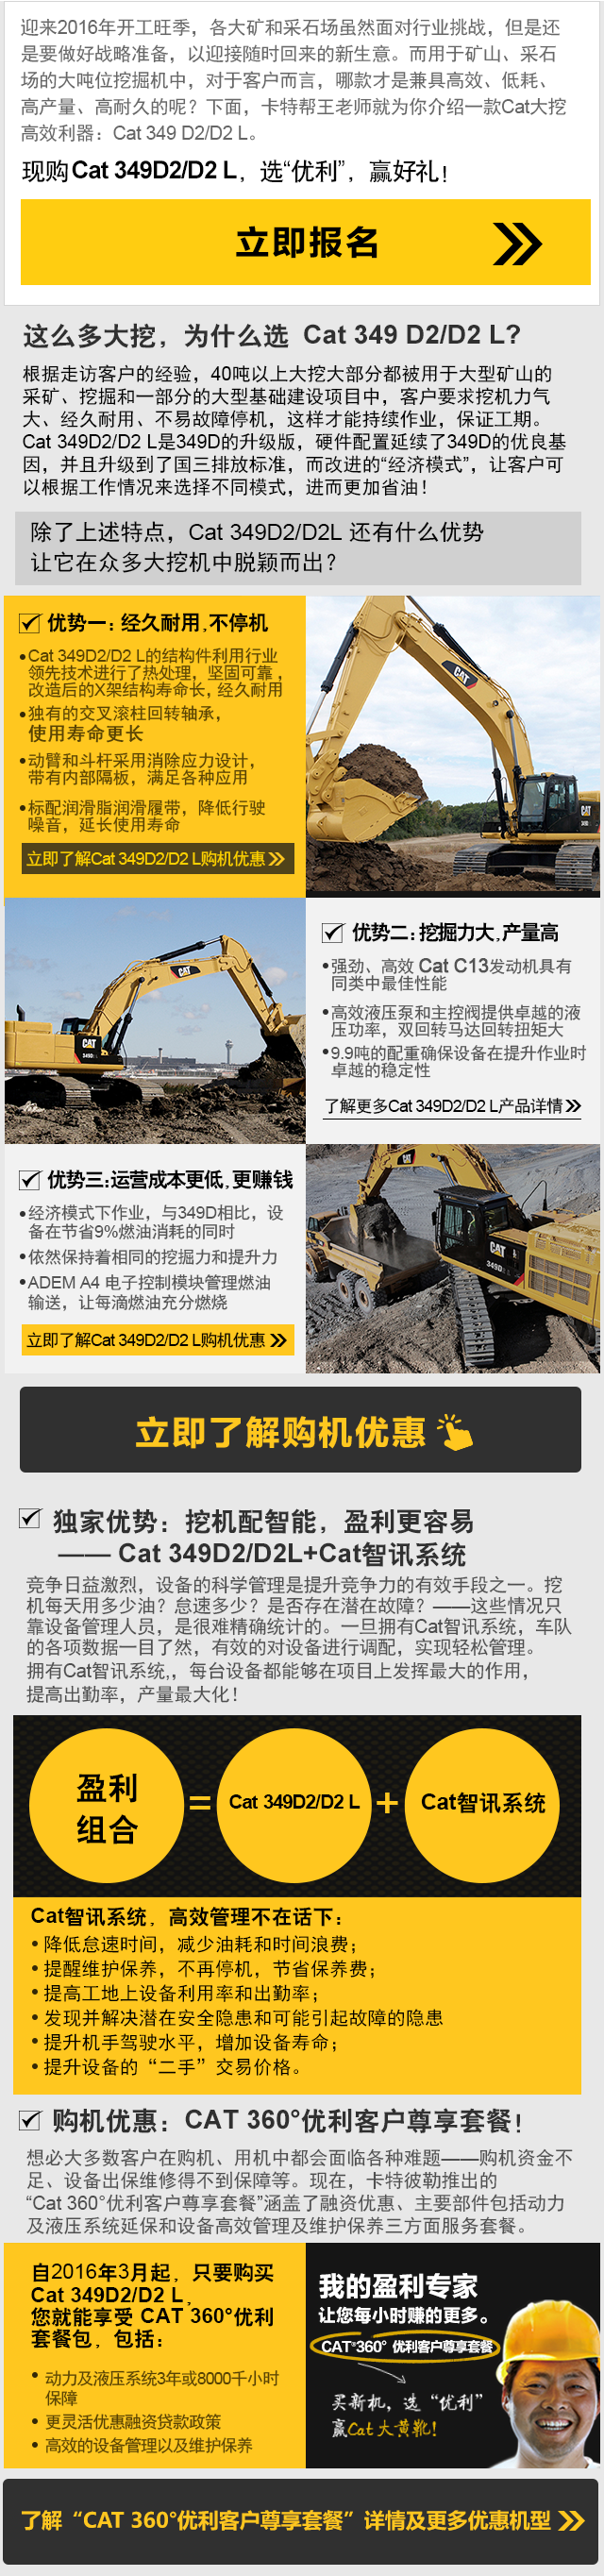 迎来2016年开工旺季，各大矿和采石场虽然面对行业挑战，但是还
是要做好战略准备，以迎接随时回来的新生意。而用于矿山、采石
场的大吨位挖掘机中，对于客户而言，哪款才是兼具高效、低耗、
高产量、高耐久的呢？下面，卡特帮王老师就为你介绍一款Cat大挖
高效利器：Cat 349 D2/D2 L。
现购Cat 349D2/D2 L，选“优利”，赢好礼！
立即报名
这么多大挖，为什么选 Cat 349 D2/D2 L?
根据走访客户的经验，40吨以上大挖大部分都被用于大型矿山的
采矿、挖掘和一部分的大型基础建设项目中，客户要求挖机力气
大、经久耐用、不易故障停机，这样才能持续作业，保证工期。
Cat 349D2/D2 L是349D的升级版，硬件配置延续了349D的优良基
因，并且升级到了国三排放标准，而改进的“经济模式”，让客户可
以根据工作情况来选择不同模式，进而更加省油！
除了上述特点，Cat 349D2/D2L 还有什么优势
让它在众多大挖机中脱颖而出？
优势一：经久耐用,不停机
•Cat 349D2/D2 L的结构件利用行业
领先技术进行了热处理，坚固可靠，
改造后的X架结构寿命长,经久耐用
•独有的交叉滚柱回转轴承，
使用寿命更长
•动臂和斗杆采用消除应力设计，
带有内部隔板，满足各种应用
•标配润滑脂润滑履带，降低行驶
噪音，延长使用寿命
立即了解Cat 349D2/D2 L购机优惠
CAT
CAT
CAT
349D
优势二：挖掘力大,产量高
•强劲、高效 Cat C13发动机具有
同类中最佳性能
•高效液压泵和主控阀提供卓越的液
压功率，双回转马达回转扭矩大
•9.9吨的配重确保设备在提升作业时
卓越的稳定性
了解更多Cat 349D2/D2 L产品详情
优势三:运营成本更低,更赚钱
•经济模式下作业，与349D相比，设
备在节省9%燃油消耗的同时
•依然保持着相同的挖掘力和提升力
•ADEM A4 电子控制模块管理燃油
输送，让每滴燃油充分燃烧
立即了解Cat 349D2/D2 L购机优惠
CAT
CAT
349D
立即了解购机优惠
独家优势：挖机配智能，盈利更容易
—— Cat 349D2/D2L+Cat智讯系统
竞争日益激烈，设备的科学管理是提升竞争力的有效手段之一。挖
机每天用多少油？怠速多少？是否存在潜在故障？——这些情况只
靠设备管理人员，是很难精确统计的。一旦拥有Cat智讯系统，车队
的各项数据一目了然，有效的对设备进行调配，实现轻松管理。
拥有Cat智讯系统,，每台设备都能够在项目上发挥最大的作用，
提高出勤率，产量最大化！
盈利
组合
=
Cat 349D2/D2 L
+
Cat智讯系统
Cat智讯系统，高效管理不在话下：
• 降低怠速时间，减少油耗和时间浪费；
• 提醒维护保养，不再停机，节省保养费；
• 提高工地上设备利用率和出勤率；
• 发现并解决潜在安全隐患和可能引起故障的隐患
• 提升机手驾驶水平，增加设备寿命；
• 提升设备的“二手”交易价格。
购机优惠：CAT 360°优利客户尊享套餐！
想必大多数客户在购机、用机中都会面临各种难题——购机资金不
足、设备出保维修得不到保障等。现在，卡特彼勒推出的
“Cat 360°优利客户尊享套餐”涵盖了融资优惠、主要部件包括动力
及液压系统延保和设备高效管理及维护保养三方面服务套餐。
自2016年3月起，只要购买
Cat 349D2/D2 L，
您就能享受 CAT 360°优利
套餐包，包括：
• 动力及液压系统3年或8000千小时
保障
• 更灵活优惠融资贷款政策
• 高效的设备管理以及维护保养
我的盈利专家
让您每小时赚的更多。
CAT®360° 优利客户尊享套餐
买新机，选“优利”
赢Cat大黄靴！
了解“CAT 360°优利客户尊享套餐”详情及更多优惠机型